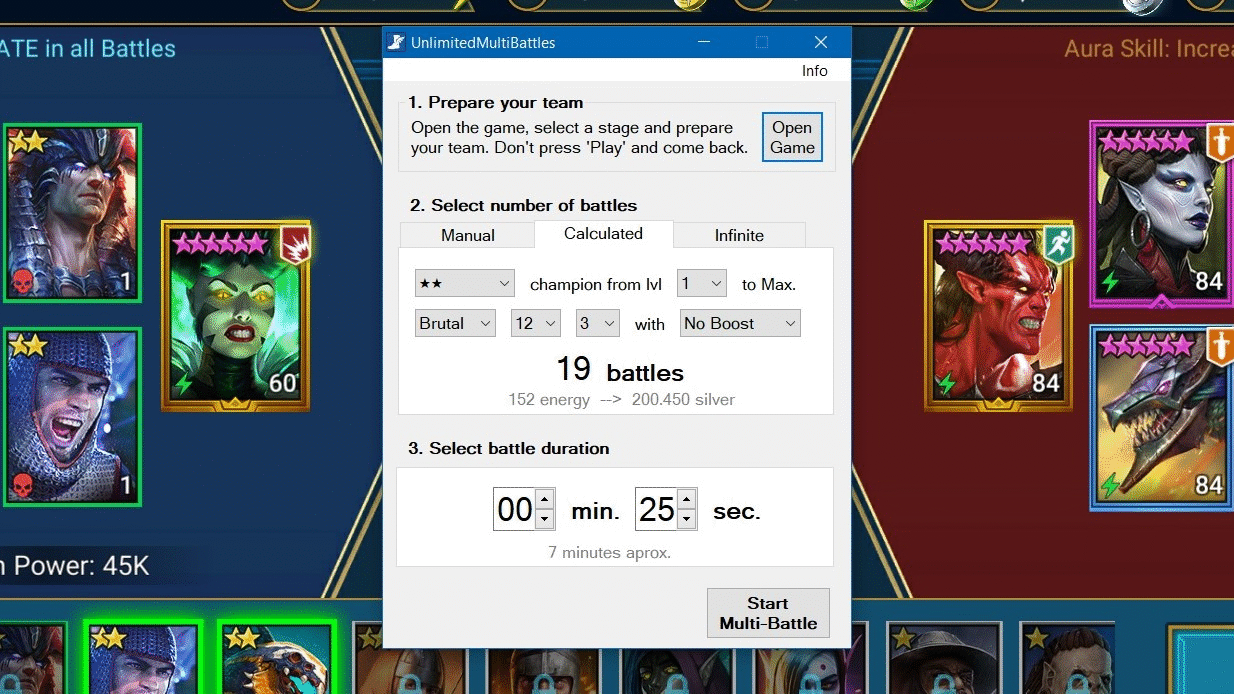 ATE in all Battles
UnlimitedMultiBattles
Aura Skill: Increa
Info
1. Prepare your team
Open the game, select a stage and prepare
your team. Don't press 'Play' and come back.
Open
Game
2. Select number of battles
Manual
Calculated
Infinite
★★
champion from lvl
1
to Max.
Brutal
12
3
with
No Boost
19 battles
152 energy --> 200.450 silver
3. Select battle duration
00 min. 25 sec.
7 minutes aprox.
Start
Multi-Battle
1
60
1
84
84
84
n Power: 45K